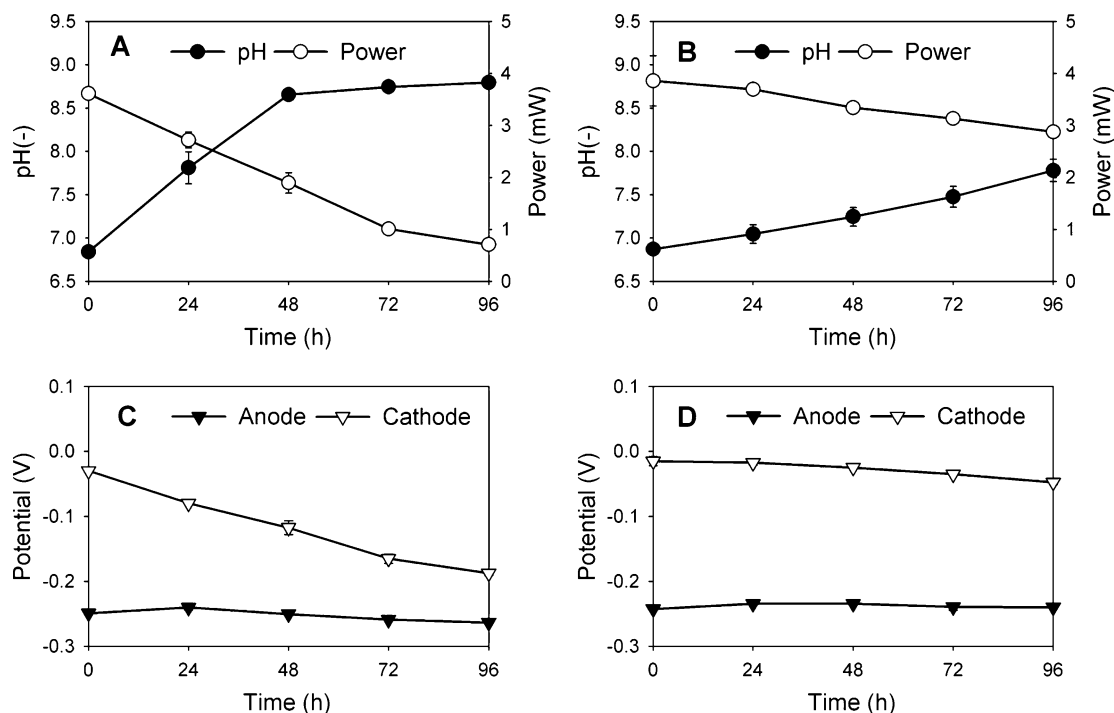 A pH Power
pH(-)
9.5
9.0
8.5
8.0
7.5
7.0
6.5
Power (mW)
5
4
3
2
1
0
0 24 48 72 96
Time (h)
B pH Power
pH(-)
9.5
9.0
8.5
8.0
7.5
7.0
6.5
Power (mW)
5
4
3
2
1
0
0 24 48 72 96
Time (h)
C Anode Cathode
Potential (V)
0.1
0.0
-0.1
-0.2
-0.3
0 24 48 72 96
Time (h)
D Anode Cathode
Potential (V)
0.1
0.0
-0.1
-0.2
-0.3
0 24 48 72 96
Time (h)